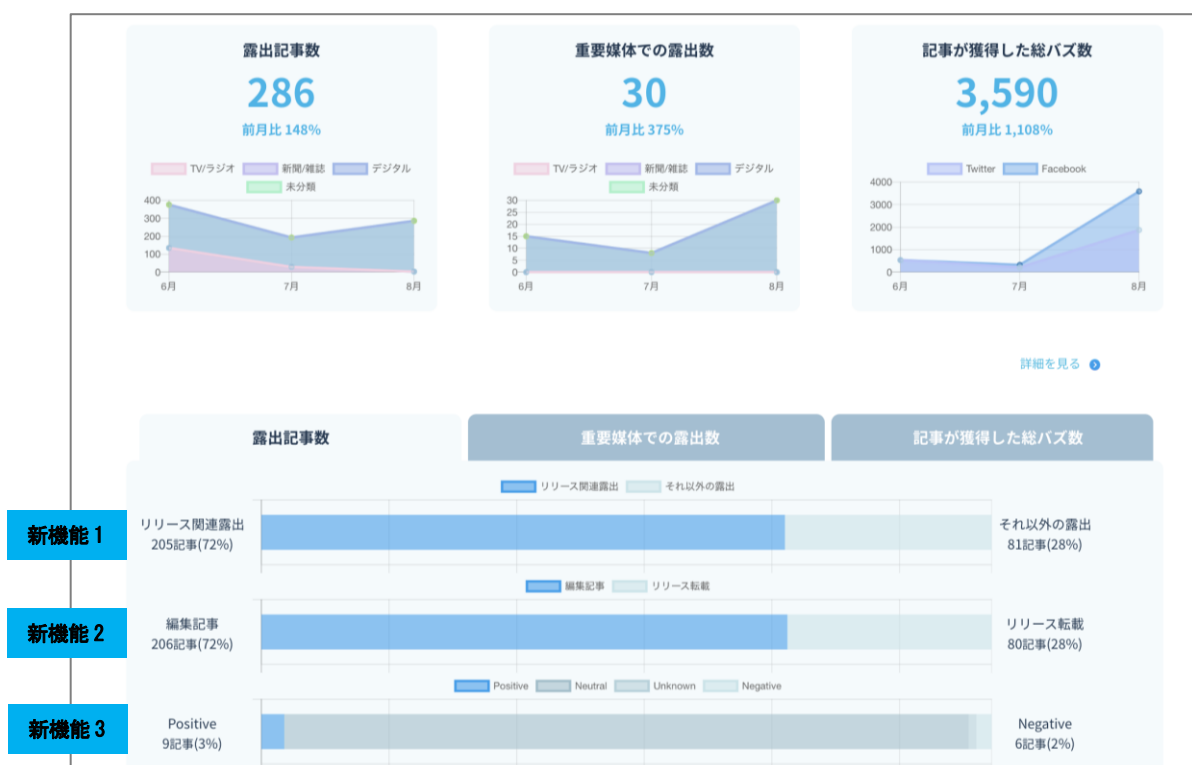 露出記事数
286
前月比 148%
TV/ラジオ 新聞/雑誌 デジタル
未分類
400
300
200
100
0
6月 7月 8月
重要媒体での露出数
30
前月比 375%
TV/ラジオ 新聞/雑誌 デジタル
未分類
30
25
20
15
10
5
0
6月 7月 8月
記事が獲得した総バズ数
3,590
前月比 1,108%
Twitter Facebook
4000
3000
2000
1000
0
6月 7月 8月
詳細を見る
露出記事数 重要媒体での露出数 記事が獲得した総バズ数
リリース関連露出 それ以外の露出
新機能 1
リリース関連露出
205記事(72%)
それ以外の露出
81記事(28%)
編集記事 リリース転載
新機能 2
編集記事
206記事(72%)
リリース転載
80記事(28%)
Positive Neutral Unknown Negative
新機能 3
Positive
9記事(3%)
Negative
6記事(2%)